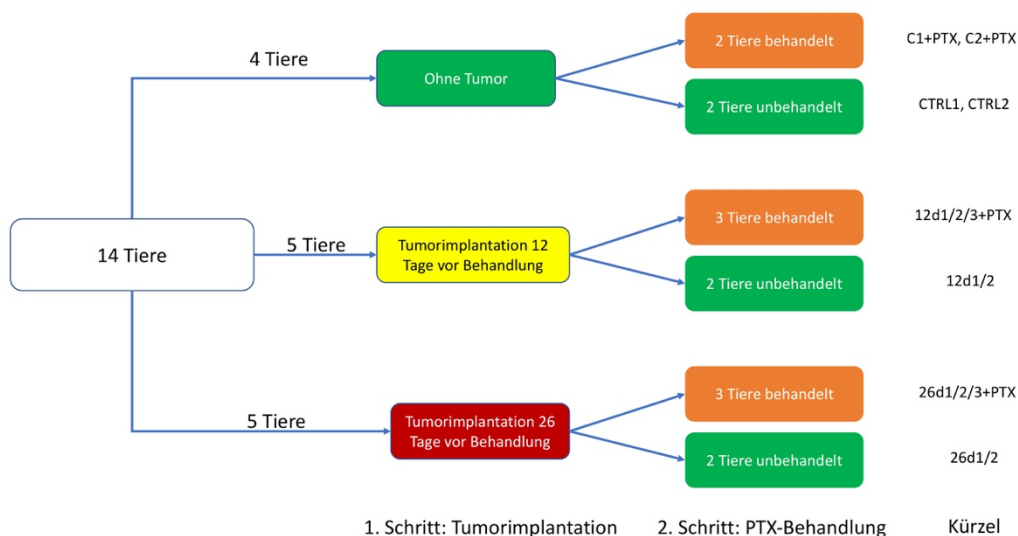 4 Tiere
Ohne Tumor
2 Tiere behandelt
C1+PTX, C2+PTX
2 Tiere unbehandelt
CTRL1, CTRL2
14 Tiere
5 Tiere
Tumorimplantation 12
Tage vor Behandlung
3 Tiere behandelt
12d1/2/3+PTX
2 Tiere unbehandelt
12d1/2
5 Tiere
Tumorimplantation 26
Tage vor Behandlung
3 Tiere behandelt
26d1/2/3+PTX
2 Tiere unbehandelt
26d1/2
1. Schritt: Tumorimplantation
2. Schritt: PTX-Behandlung
Kürzel